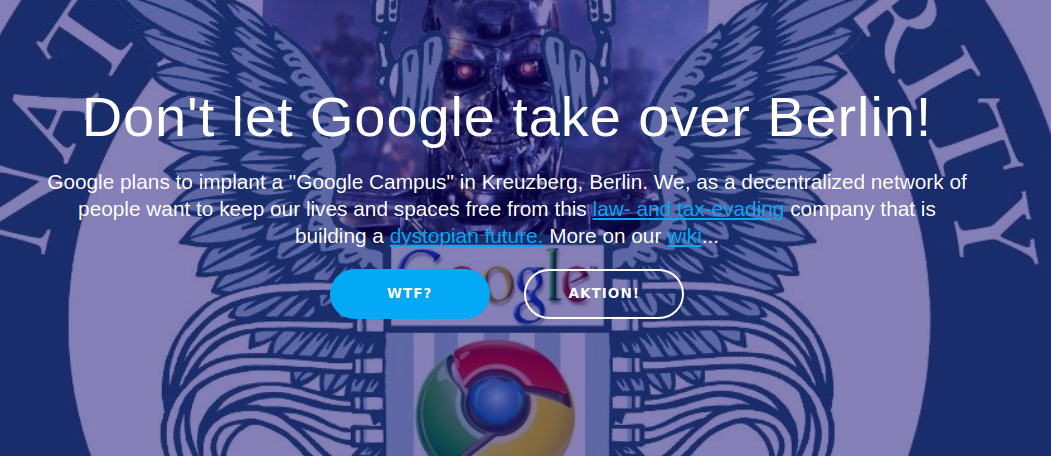 NAT
RITY
Don't let Google take over Berlin!
Google plans to implant a "Google Campus" in Kreuzberg, Berlin. We, as a decentralized network of
people want to keep our lives and spaces free from this law- and tax-evading company that is
building a dystopian future. More on our wiki...
Google
WTF?
AKTION!